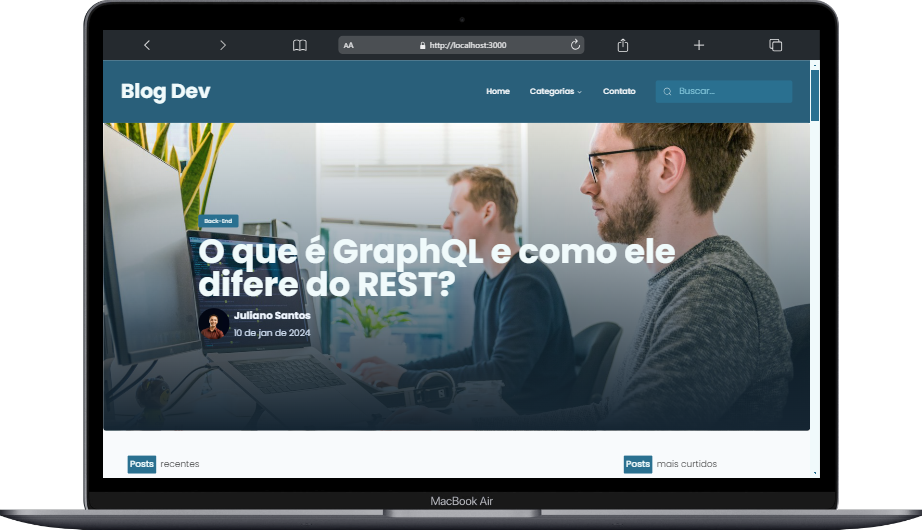 AA http://localhost:3000
Blog Dev
Home Categorias Contato Buscar...
Back-End
O que é GraphQL e como ele
difere do REST?
Juliano Santos
10 de jan de 2024
Posts recentes
Posts mais curtidos
MacBook Air